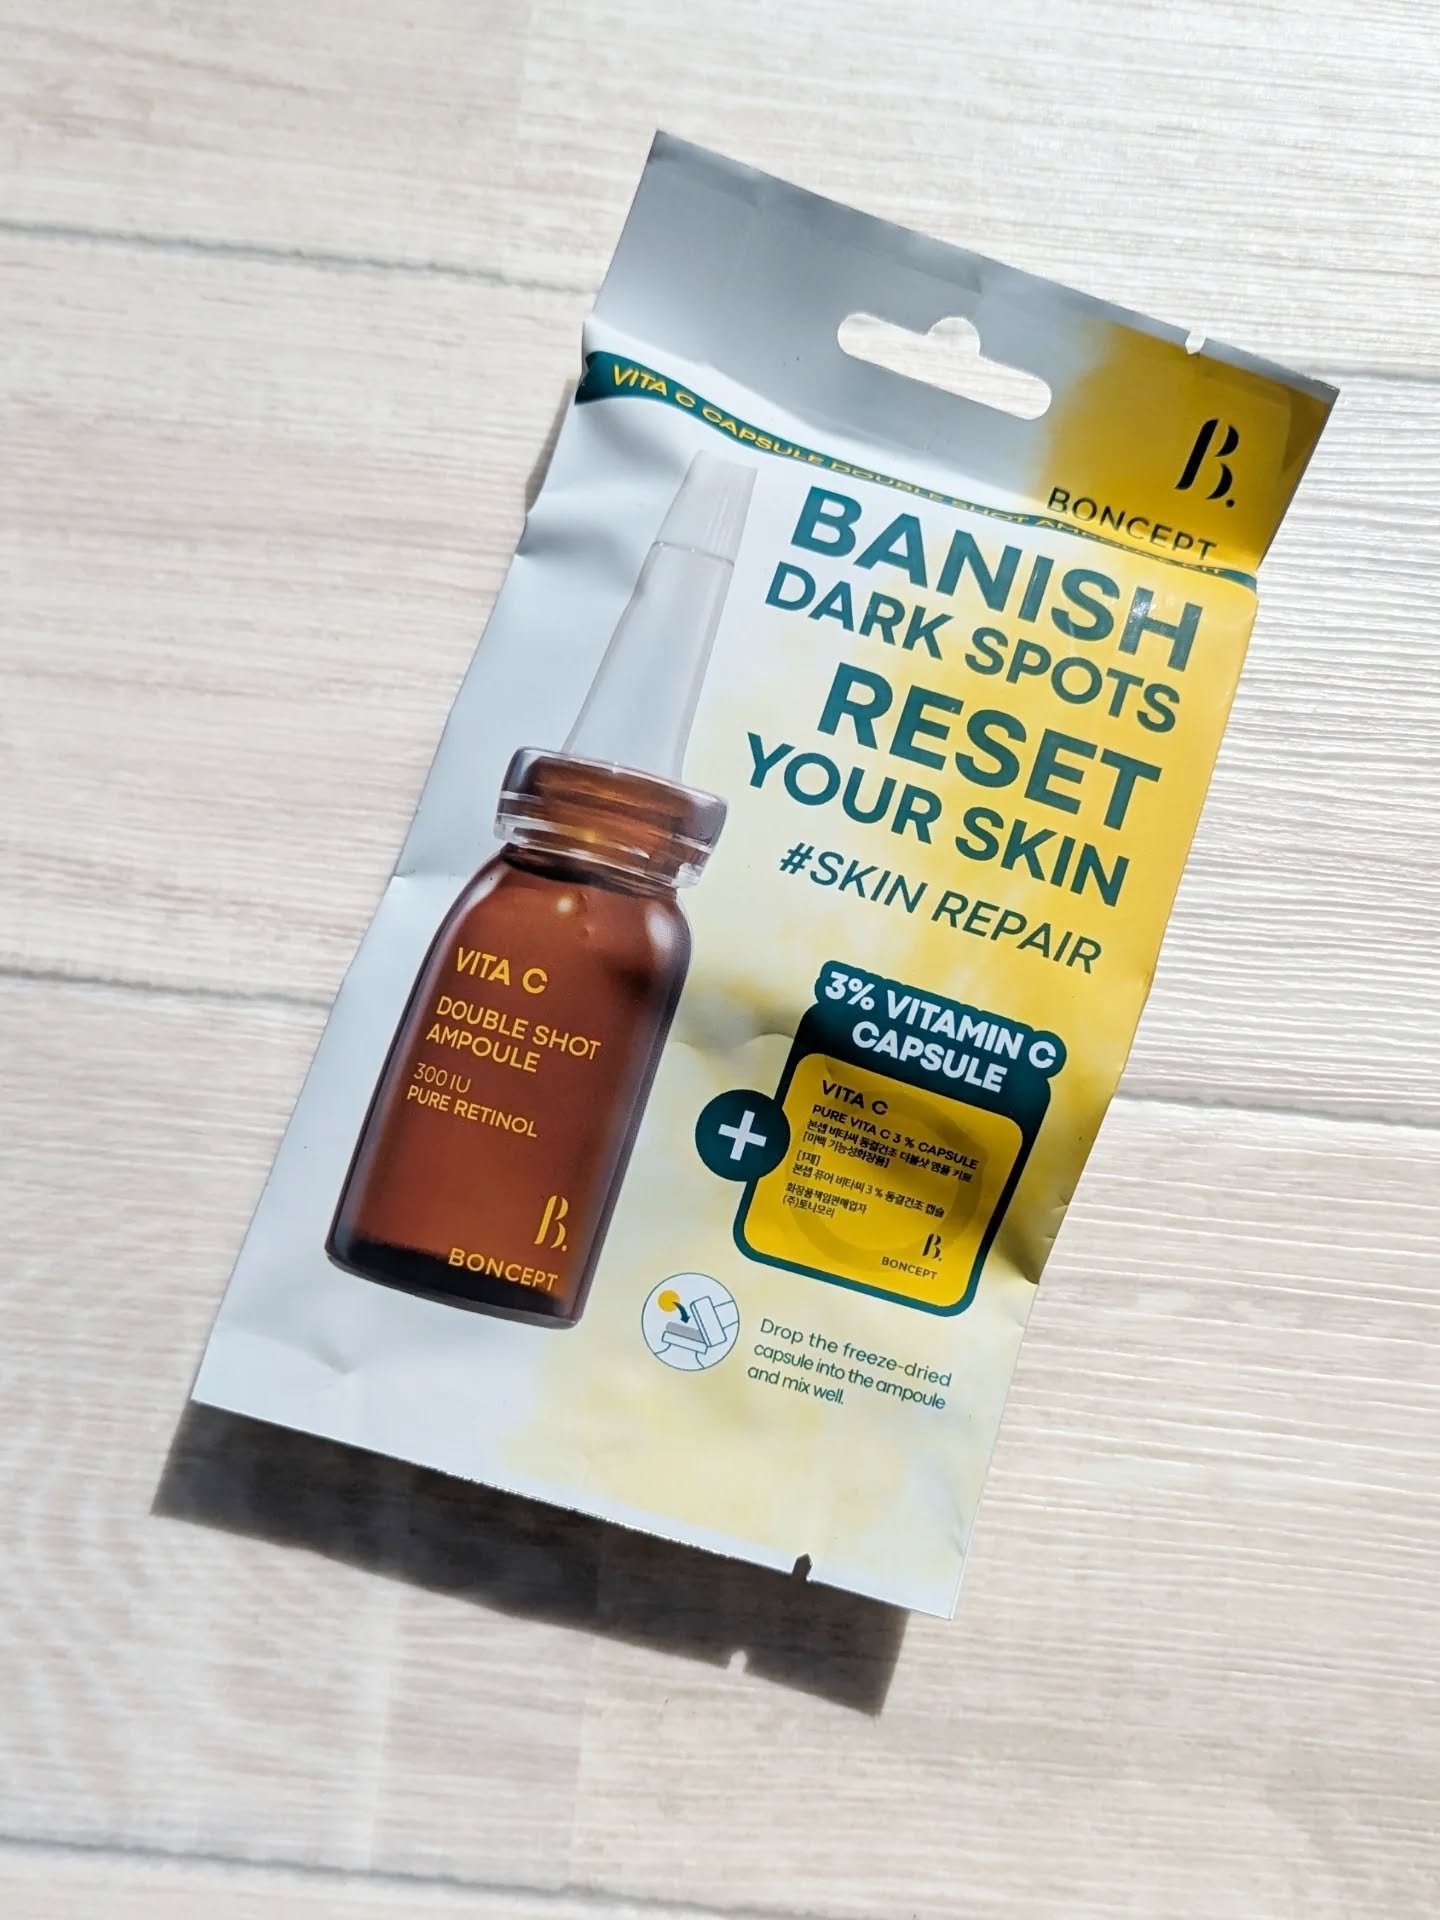 B.
BONCEPT
VITA C CAPSULE DOUBLE SHOT AMPOULE KIT
BANISH
DARK SPOTS
RESET
YOUR SKIN
#SKIN REPAIR
VITA C
DOUBLE SHOT
AMPOULE
300 IU
PURE RETINOL
B.
BONCEPT
+
3% VITAMIN C
CAPSULE
VITA C
PURE VITA C 3 % CAPSULE
본셉 비타씨 동결건조 더블샷 앰플 키트
[미백 기능성화장품]
[1제]
본셉 퓨어 비타씨 3 % 동결건조 캡슐
화장품책임판매업자
(주)토니모리
B.
BONCEPT
Drop the freeze-dried
capsule into the ampoule
and mix well.